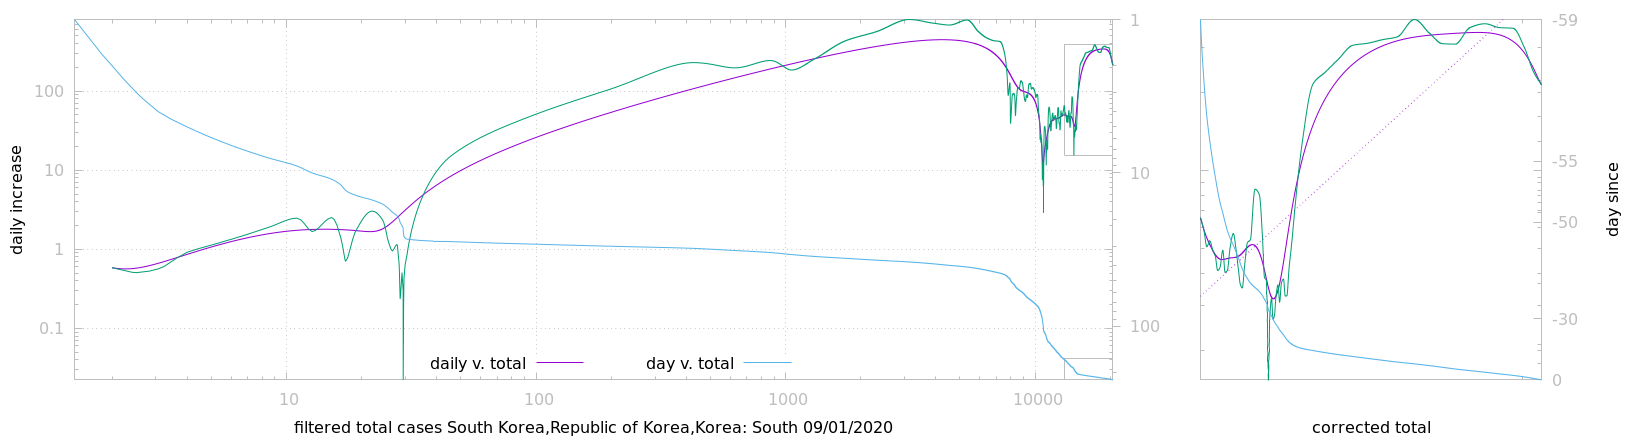 daily increase
100
10
1
0.1
10
100
1000
10000
1
10
100
daily v. total
day v. total
filtered total cases South Korea,Republic of Korea,Korea: South 09/01/2020
-59
-55
-50
-30
0
day since
corrected total